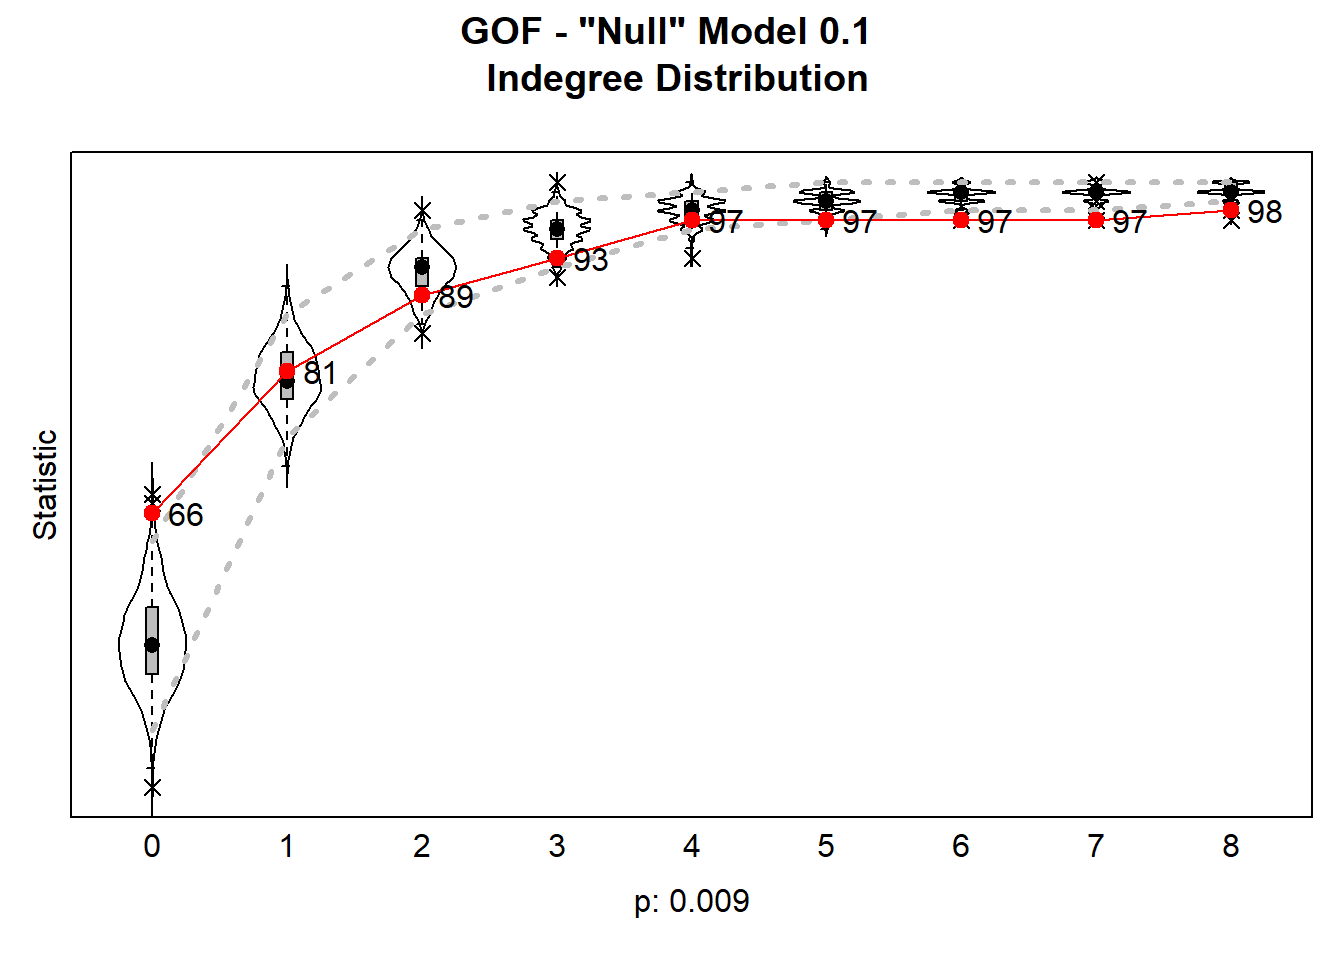 GOF - "Null" Model 0.1
Indegree Distribution
Statistic
66
81
89
93
97
97
97
97
98
0 1 2 3 4 5 6 7 8
p: 0.009